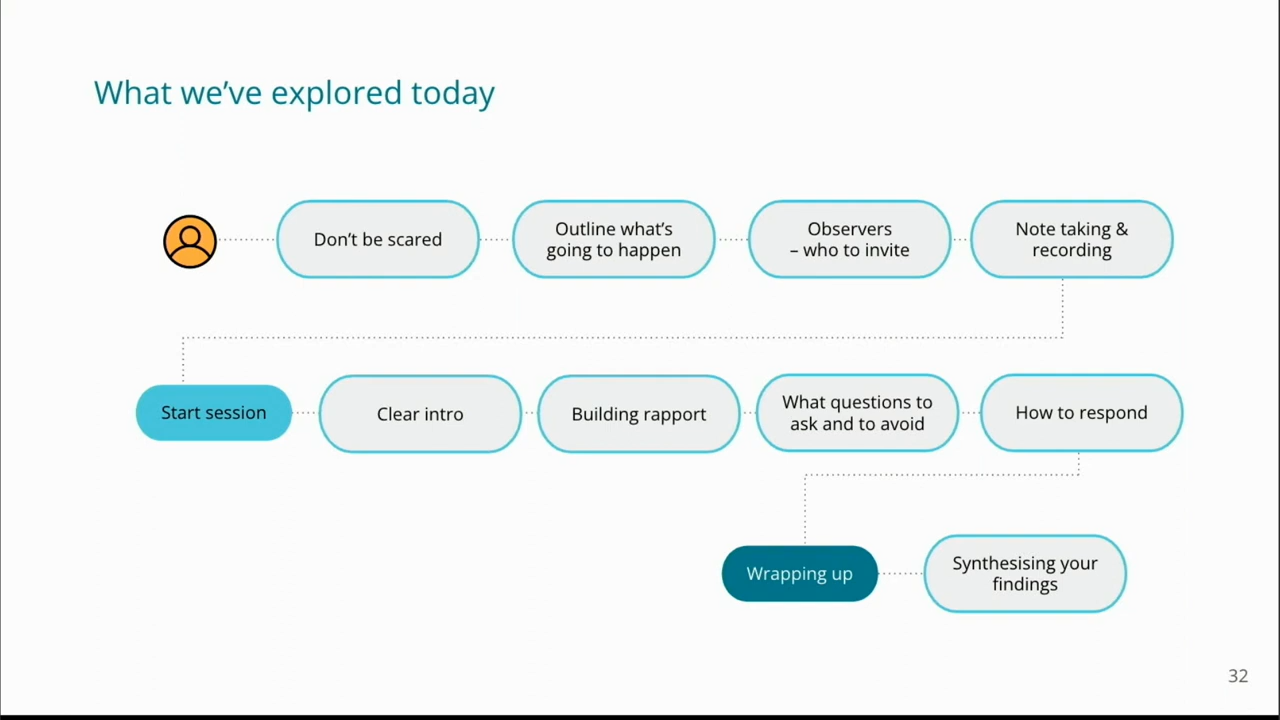 What we’ve explored today
Don’t be scared
Outline what’s
going to happen
Observers
– who to invite
Note taking &
recording
Start session
Clear intro
Building rapport
What questions to
ask and to avoid
How to respond
Wrapping up
Synthesising your
findings
32